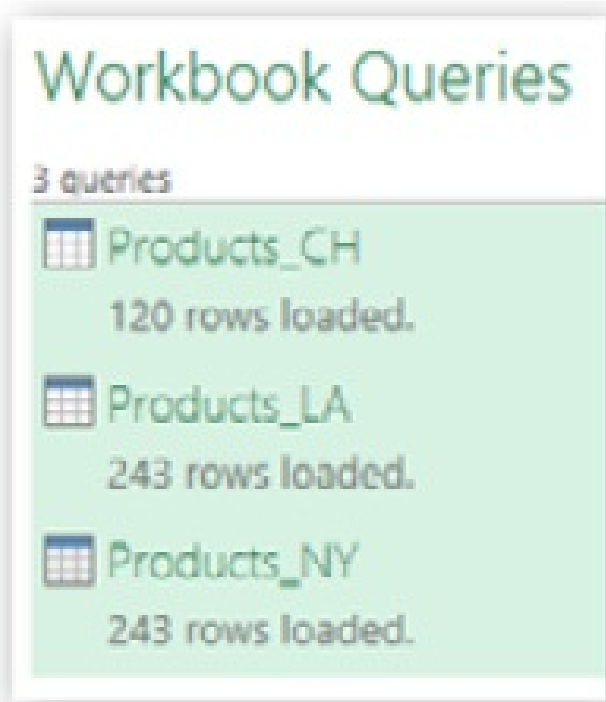 Workbook Queries
3 queries
Products_CH
120 rows loaded.
Products_LA
243 rows loaded.
Products_NY
243 rows loaded.